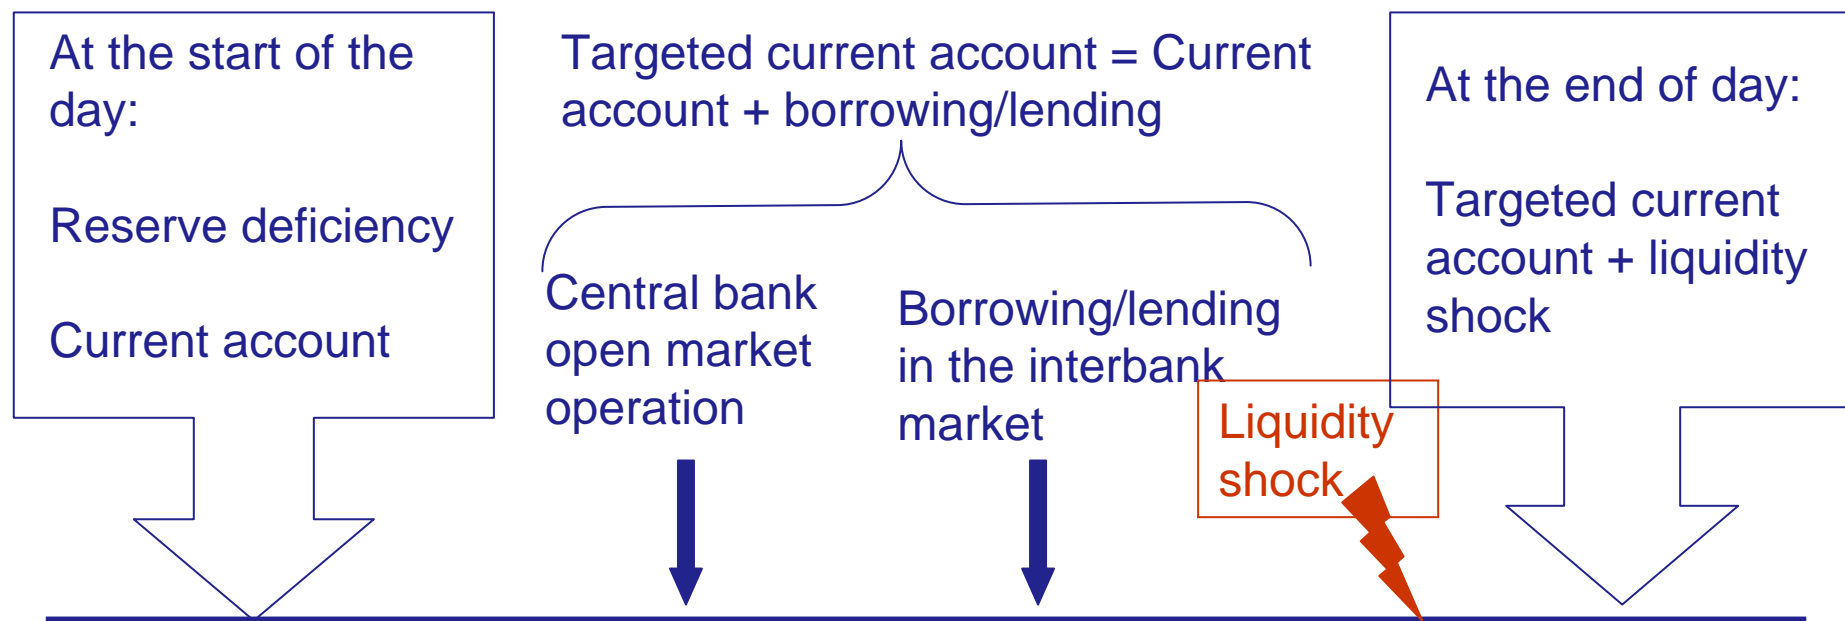 At the start of the
day:
Reserve deficiency
Current account
Targeted current account = Current
account + borrowing/lending
Central bank
open market
operation
Borrowing/lending
in the interbank
market
Liquidity
shock
At the end of day:
Targeted current
account + liquidity
shock